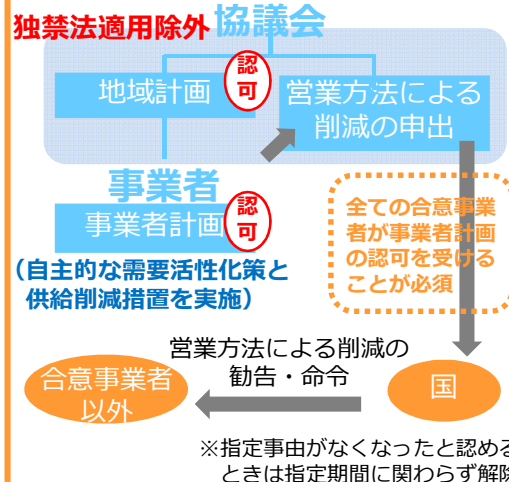 独禁法適用除外
協議会
地域計画
認可
営業方法による
削減の申出
事業者
事業者計画
認可
（自主的な需要活性化策と
供給削減措置を実施）
全ての合意事業
者が事業者計画
の認可を受ける
ことが必須
営業方法による削減の
勧告・命令
合意事業者
以外
国
※指定事由がなくなったと認める
ときは指定期間に関わらず解除